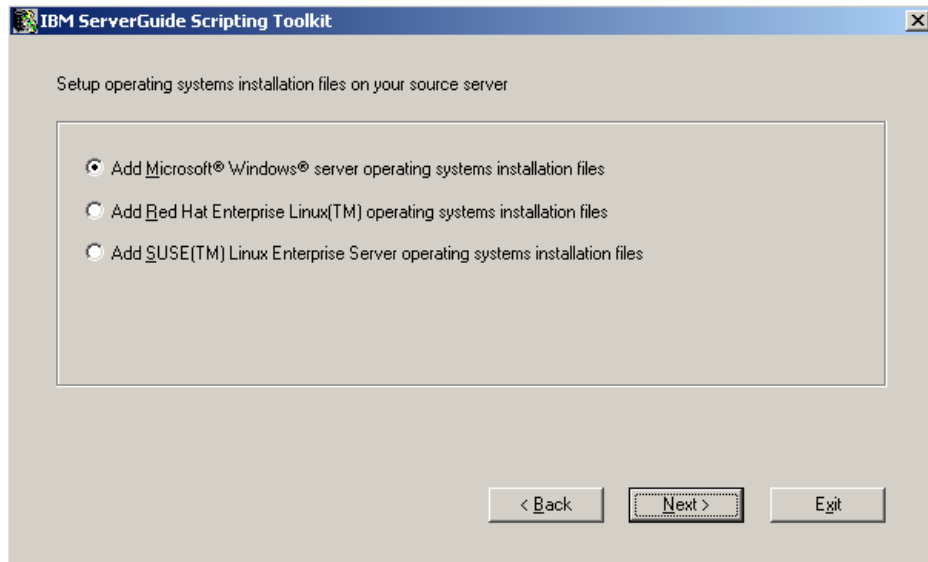 IBM ServerGuide Scripting Toolkit
Setup operating systems installation files on your source server
Add Microsoft® Windows® server operating systems installation files
Add Red Hat Enterprise Linux(TM) operating systems installation files
Add SUSE(TM) Linux Enterprise Server operating systems installation files
< Back Next > Exit